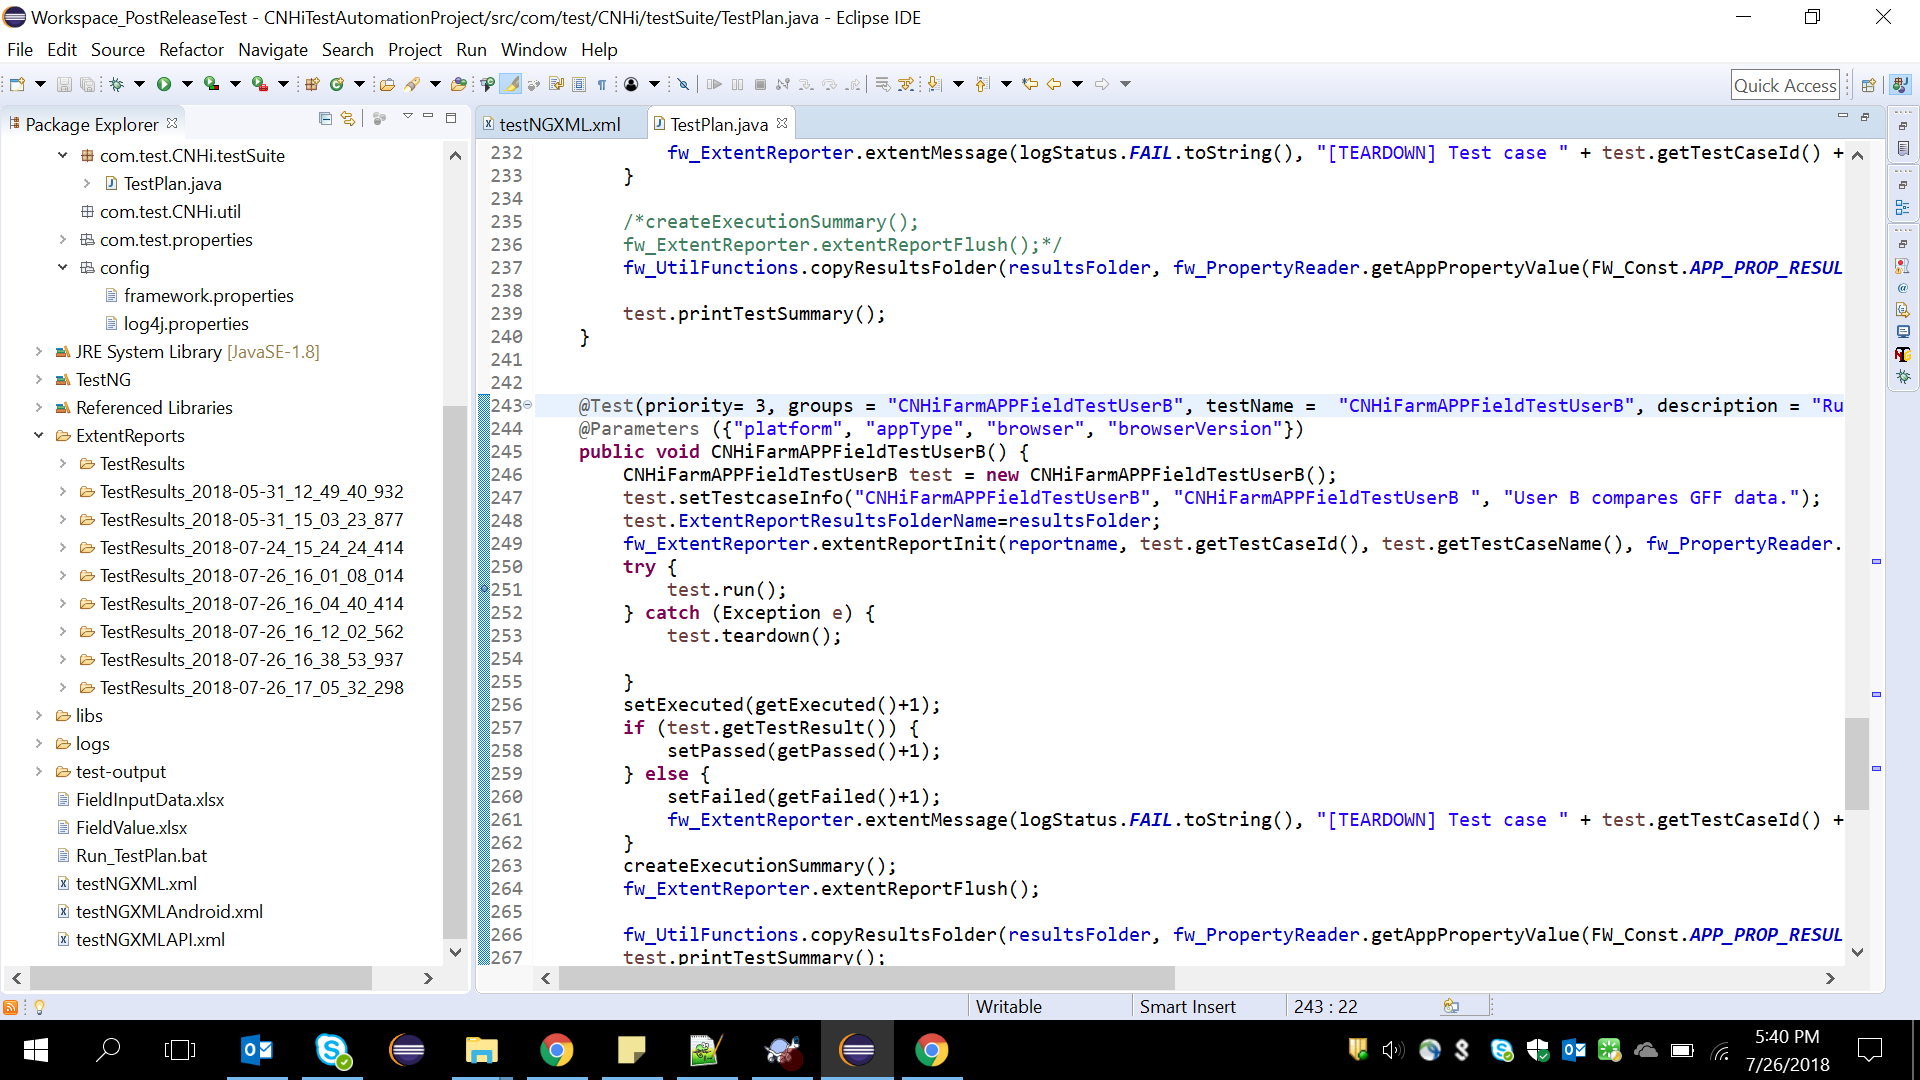 Workspace_PostReleaseTest - CNHiTestAutomationProject/src/com/test/CNHi/testSuite/TestPlan.java - Eclipse IDE
File Edit Source Refactor Navigate Search Project Run Window Help
Quick Access
Package Explorer
com.test.CNHi.testSuite
TestPlan.java
com.test.CNHi.util
com.test.properties
config
framework.properties
log4j.properties
JRE System Library [JavaSE-1.8]
TestNG
Referenced Libraries
ExtentReports
TestResults
TestResults_2018-05-31_12_49_40_932
TestResults_2018-05-31_15_03_23_877
TestResults_2018-07-24_15_24_24_414
TestResults_2018-07-26_16_01_08_014
TestResults_2018-07-26_16_04_40_414
TestResults_2018-07-26_16_12_02_562
TestResults_2018-07-26_16_38_53_937
TestResults_2018-07-26_17_05_32_298
libs
logs
test-output
FieldInputData.xlsx
FieldValue.xlsx
Run_TestPlan.bat
testNGXML.xml
testNGXMLAndroid.xml
testNGXMLAPI.xml
testNGXML.xml
TestPlan.java
232 fw_ExtentReporter.extentMessage(logStatus.FAIL.toString(), "[TEARDOWN] Test case " + test.getTestCaseId() +
233 }
234
235 /*createExecutionSummary();
236 fw_ExtentReporter.extentReportFlush();*/
237 fw_UtilFunctions.copyResultsFolder(resultsFolder, fw_PropertyReader.getAppPropertyValue(FW_Const.APP_PROP_RESUL
238
239 test.printTestSummary();
240 }
241
242
243 @Test(priority= 3, groups = "CNHiFarmAPPFieldTestUserB", testName =  "CNHiFarmAPPFieldTestUserB", description = "Ru
244 @Parameters ({"platform", "appType", "browser", "browserVersion"})
245 public void CNHiFarmAPPFieldTestUserB() {
246 CNHiFarmAPPFieldTestUserB test = new CNHiFarmAPPFieldTestUserB();
247 test.setTestcaseInfo("CNHiFarmAPPFieldTestUserB", "CNHiFarmAPPFieldTestUserB ", "User B compares GFF data.");
248 test.ExtentReportResultsFolderName=resultsFolder;
249 fw_ExtentReporter.extentReportInit(reportname, test.getTestCaseId(), test.getTestCaseName(), fw_PropertyReader.
250 try {
251 test.run();
252 } catch (Exception e) {
253 test.teardown();
254
255 }
256 setExecuted(getExecuted()+1);
257 if (test.getTestResult()) {
258 setPassed(getPassed()+1);
259 } else {
260 setFailed(getFailed()+1);
261 fw_ExtentReporter.extentMessage(logStatus.FAIL.toString(), "[TEARDOWN] Test case " + test.getTestCaseId() +
262 }
263 createExecutionSummary();
264 fw_ExtentReporter.extentReportFlush();
265
266 fw_UtilFunctions.copyResultsFolder(resultsFolder, fw_PropertyReader.getAppPropertyValue(FW_Const.APP_PROP_RESUL
267 test.printTestSummary();
Writable Smart Insert 243 : 22
5:40 PM
7/26/2018